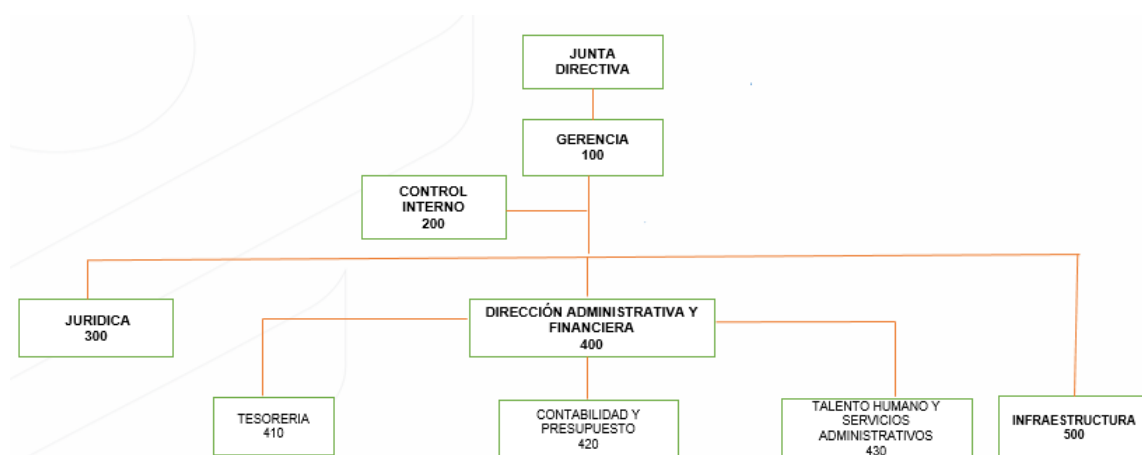 JUNTA
DIRECTIVA
GERENCIA
100
CONTROL
INTERNO
200
JURIDICA
300
DIRECCIÓN ADMINISTRATIVA Y
FINANCIERA
400
TESORERIA
410
CONTABILIDAD Y
PRESUPUESTO
420
TALENTO HUMANO Y
SERVICIOS
ADMINISTRATIVOS
430
INFRAESTRUCTURA
500